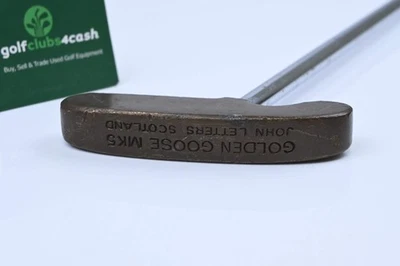 golfclubs4cash
Buy, Sell & Trade Used Golf Equipment
GOLDEN GOOSE MK5
JOHN LETTERS SCOTLAND